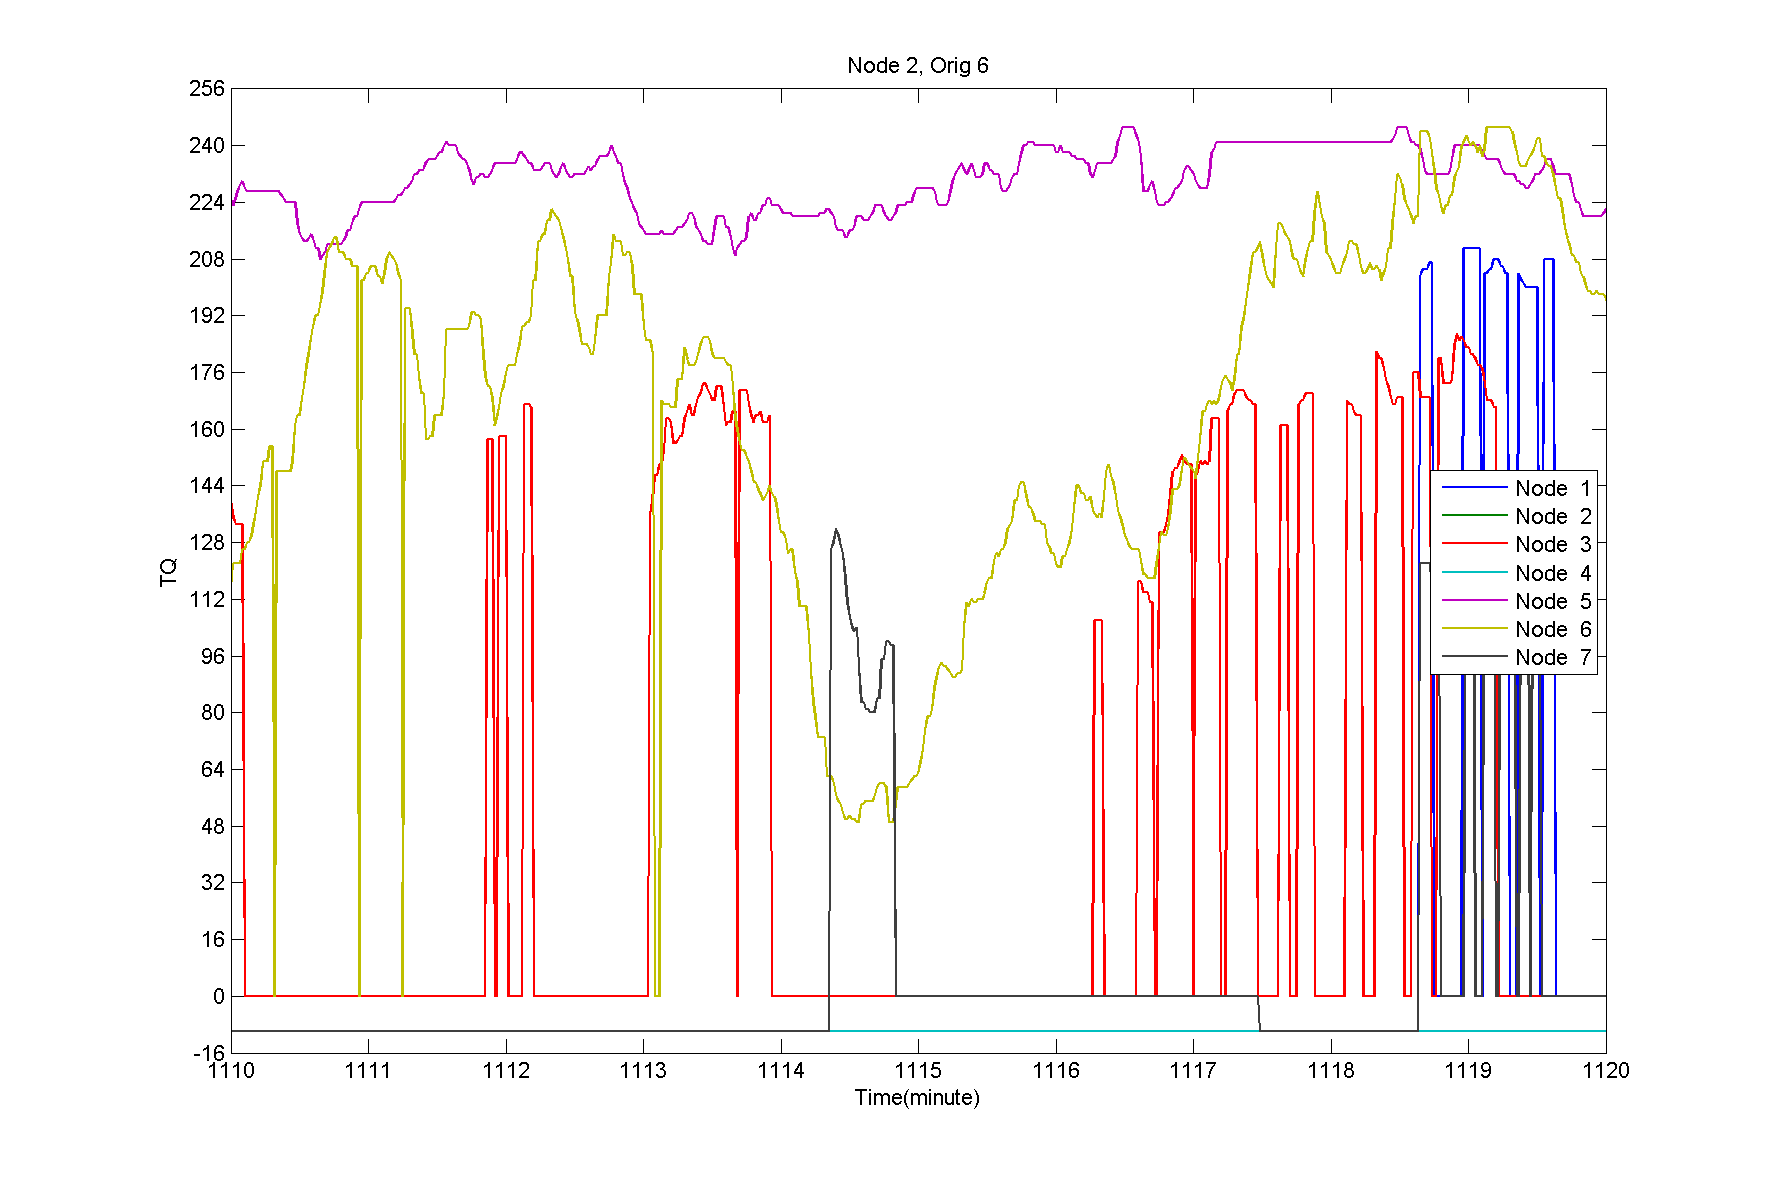 Node 2, Orig 6
256
240
224
208
192
176
160
144
128
112
96
80
64
48
32
16
0
-16
TQ
Node 1
Node 2
Node 3
Node 4
Node 5
Node 6
Node 7
1110 1111 1112 1113 1114 1115 1116 1117 1118 1119 1120
Time(minute)